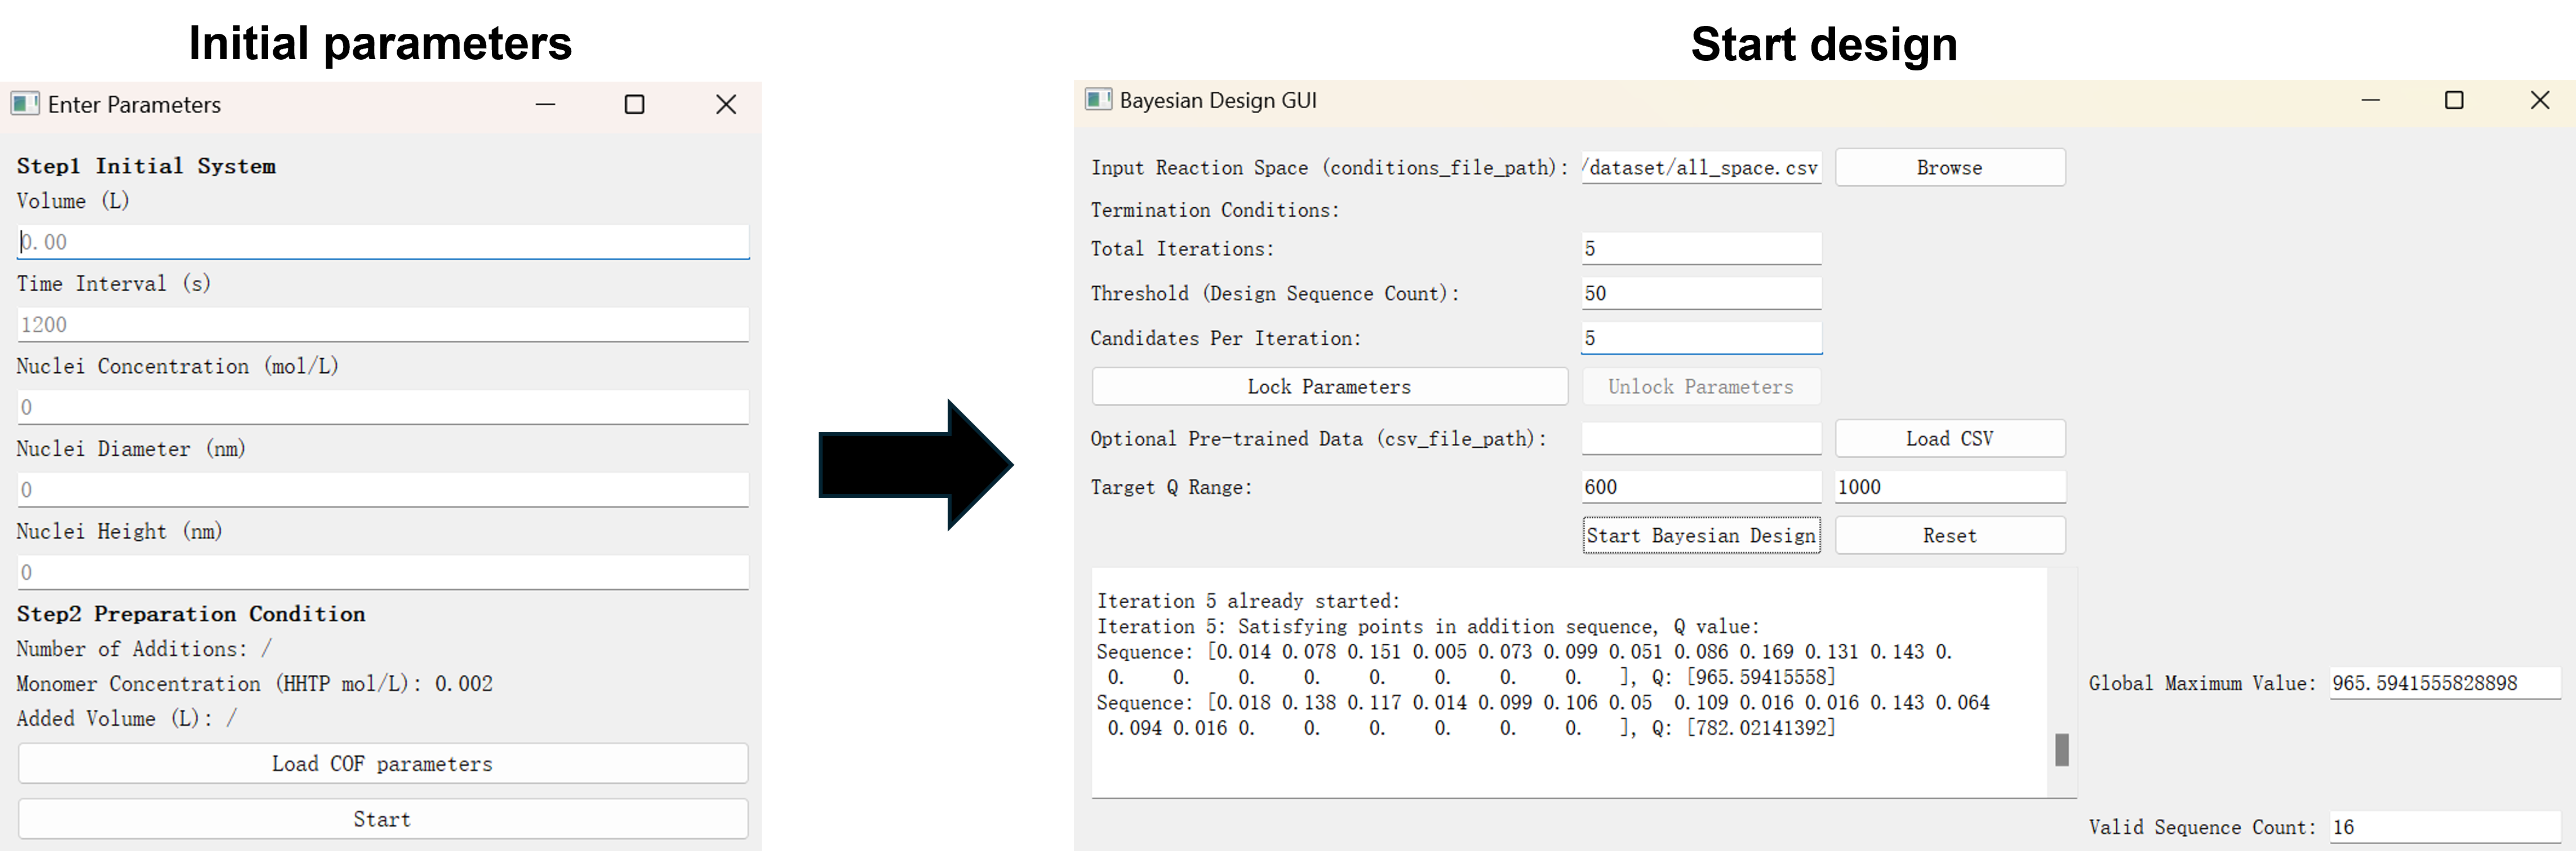 Initial parameters
Enter Parameters
Step1 Initial System
Volume (L)
0.00
Time Interval (s)
1200
Nuclei Concentration (mol/L)
0
Nuclei Diameter (nm)
0
Nuclei Height (nm)
0
Step2 Preparation Condition
Number of Additions: /
Monomer Concentration (HHTP mol/L): 0.002
Added Volume (L): /
Load COF parameters
Start
Start design
Bayesian Design GUI
Input Reaction Space (conditions_file_path): /dataset/all_space.csv Browse
Termination Conditions:
Total Iterations: 5
Threshold (Design Sequence Count): 50
Candidates Per Iteration: 5
Lock Parameters Unlock Parameters
Optional Pre-trained Data (csv_file_path): Load CSV
Target Q Range: 600 1000
Start Bayesian Design Reset
Iteration 5 already started:
Iteration 5: Satisfying points in addition sequence, Q value:
Sequence: [0.014 0.078 0.151 0.005 0.073 0.099 0.051 0.086 0.169 0.131 0.143 0.
0. 0. 0. 0. 0. 0. 0. 0. ], Q: [965.59415558]
Sequence: [0.018 0.138 0.117 0.014 0.099 0.106 0.05 0.109 0.016 0.016 0.143 0.064
0.094 0.016 0. 0. 0. 0. 0. 0. ], Q: [782.02141392]
Global Maximum Value: 965.5941555828898
Valid Sequence Count: 16